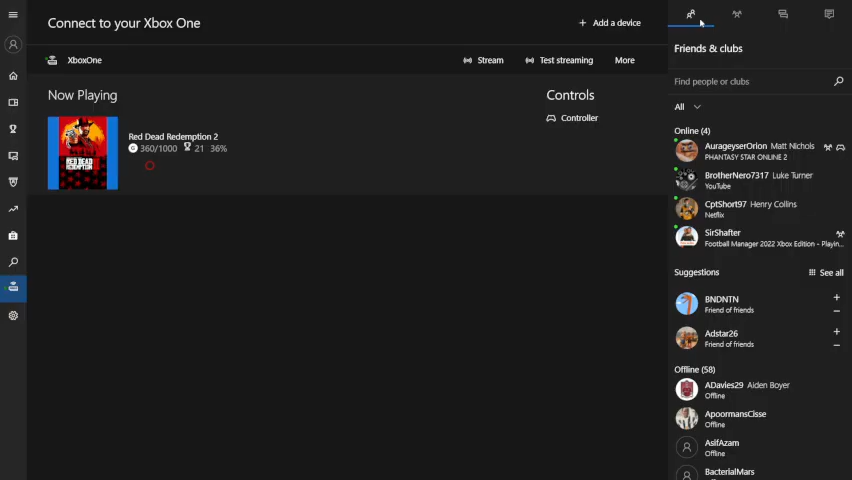 Connect to your Xbox One
Add a device
XboxOne
Stream
Test streaming
More
Now Playing
RED DEAD
REDEMPTION
Red Dead Redemption 2
G 360/1000 21 36%
Controls
Controller
Friends & clubs
Find people or clubs
All
Online (4)
AurageyserOrion Matt Nichols
PHANTASY STAR ONLINE 2
BrotherNero7317 Luke Turner
YouTube
CptShort97 Henry Collins
Netflix
SirShafter
Football Manager 2022 Xbox Edition - Playin...
Suggestions
See all
BNDNTN
Friend of friends
Adstar26
Friend of friends
Offline (58)
ADavies29 Aiden Boyer
Offline
ApoormansCisse
Offline
AsifAzam
Offline
BacterialMars